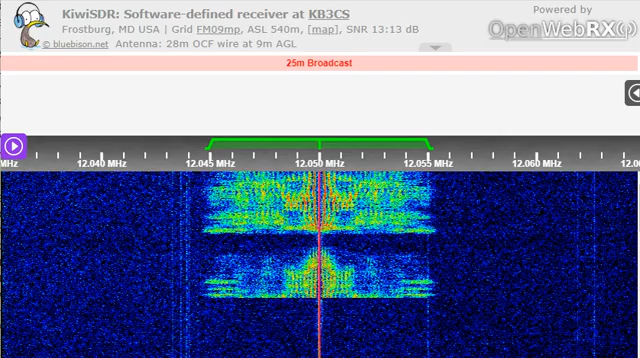 KiwiSDR: Software-defined receiver at KB3CS
Powered by
Frostburg, MD USA | Grid FM09mp, ASL 540m, [map], SNR 13:13 dB
OpenWebRX
© bluebison.net Antenna: 28m OCF wire at 9m AGL
25m Broadcast
MHz 12.040 MHz 12.045 MHz 12.050 MHz 12.055 MHz 12.060 MHz 12.0